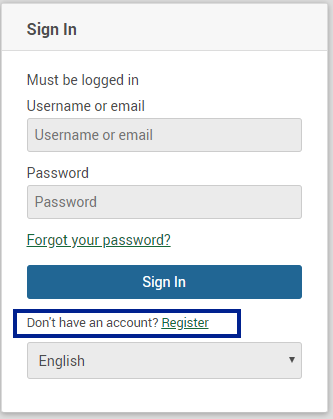 Sign In
Must be logged in
Username or email
Username or email
Password
Password
Forgot your password?
Sign In
Don't have an account? Register
English